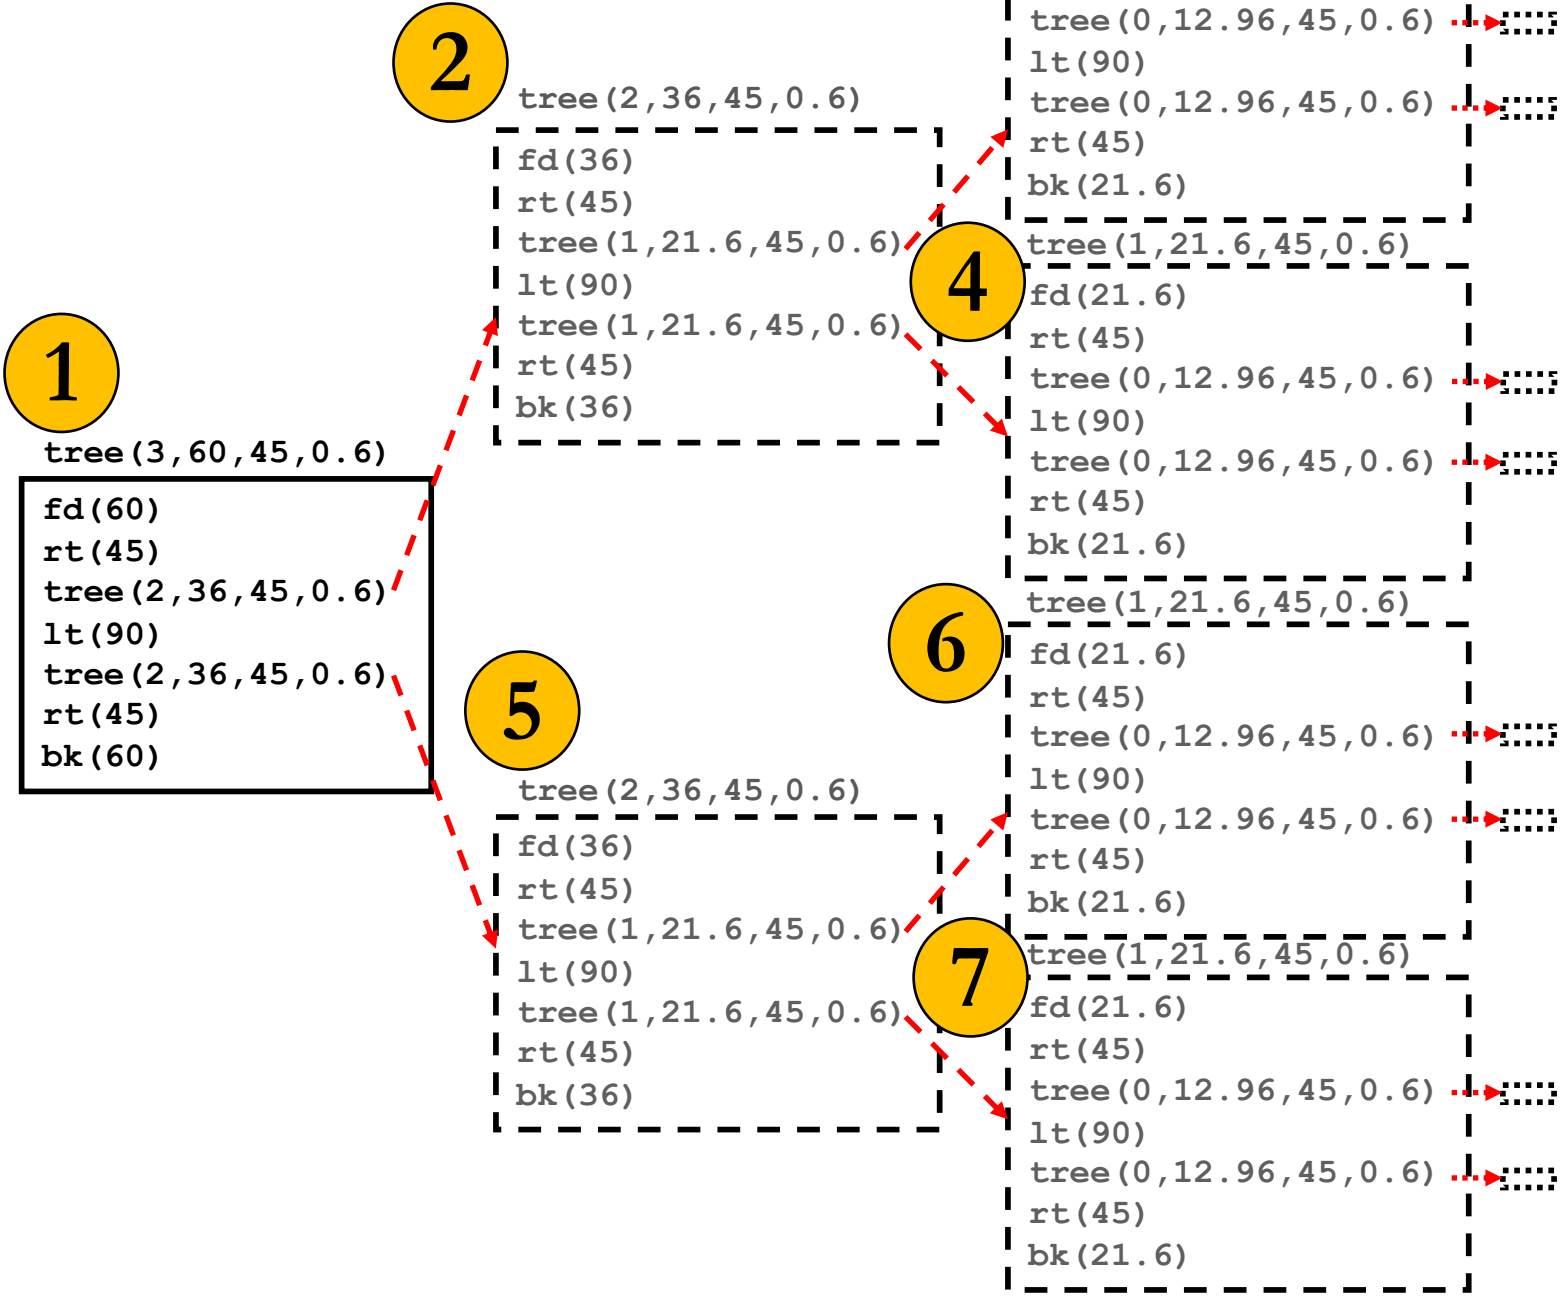 1
tree(3,60,45,0.6)
fd(60)
rt(45)
tree(2,36,45,0.6)
lt(90)
tree(2,36,45,0.6)
rt(45)
bk(60)
2
tree(2,36,45,0.6)
fd(36)
rt(45)
tree(1,21.6,45,0.6)
lt(90)
tree(1,21.6,45,0.6)
rt(45)
bk(36)
tree(0,12.96,45,0.6)
lt(90)
tree(0,12.96,45,0.6)
rt(45)
bk(21.6)
4
tree(1,21.6,45,0.6)
fd(21.6)
rt(45)
tree(0,12.96,45,0.6)
lt(90)
tree(0,12.96,45,0.6)
rt(45)
bk(21.6)
5
tree(2,36,45,0.6)
fd(36)
rt(45)
tree(1,21.6,45,0.6)
lt(90)
tree(1,21.6,45,0.6)
rt(45)
bk(36)
6
tree(1,21.6,45,0.6)
fd(21.6)
rt(45)
tree(0,12.96,45,0.6)
lt(90)
tree(0,12.96,45,0.6)
rt(45)
bk(21.6)
7
tree(1,21.6,45,0.6)
fd(21.6)
rt(45)
tree(0,12.96,45,0.6)
lt(90)
tree(0,12.96,45,0.6)
rt(45)
bk(21.6)